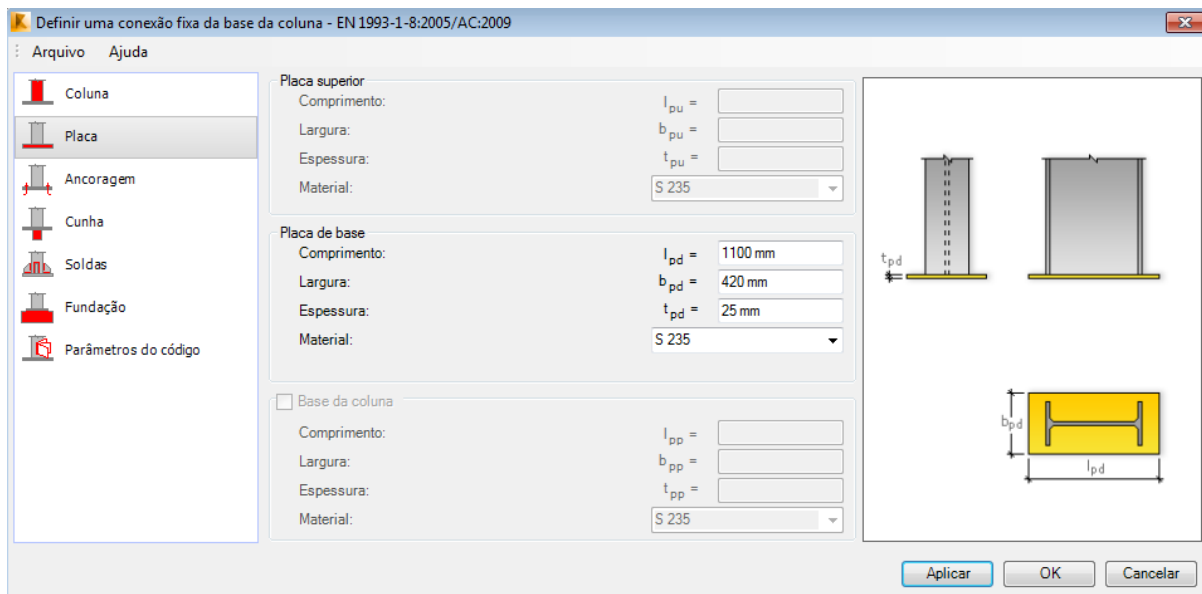 Definir uma conexão fixa da base da coluna - EN 1993-1-8:2005/AC:2009
Arquivo Ajuda
Coluna
Placa
Ancoragem
Cunha
Soldas
Fundação
Parâmetros do código
Placa superior
Comprimento: lpu =
Largura: bpu =
Espessura: tpu =
Material: S 235
Placa de base
Comprimento: lpd = 1100 mm
Largura: bpd = 420 mm
Espessura: tpd = 25 mm
Material: S 235
Base da coluna
Comprimento: lpp =
Largura: bpp =
Espessura: tpp =
Material: S 235
tpd
bpd
lpd
Aplicar OK Cancelar